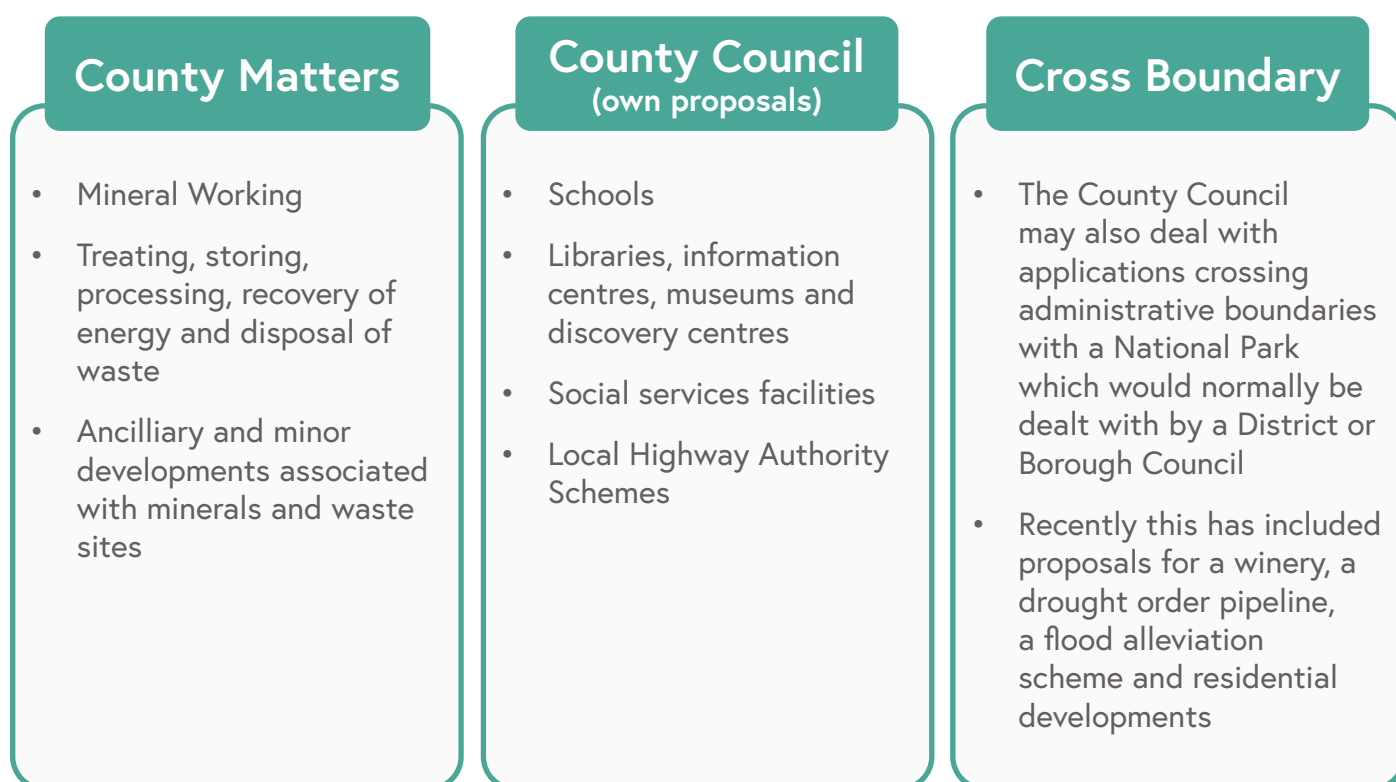 County Matters
• Mineral Working
• Treating, storing,
processing, recovery of
energy and disposal of
waste
• Ancilliary and minor
developments associated
with minerals and waste
sites
County Council
(own proposals)
• Schools
• Libraries, information
centres, museums and
discovery centres
• Social services facilities
• Local Highway Authority
Schemes
Cross Boundary
• The County Council
may also deal with
applications crossing
administrative boundaries
with a National Park
which would normally be
dealt with by a District or
Borough Council
• Recently this has included
proposals for a winery, a
drought order pipeline,
a flood alleviation
scheme and residential
developments